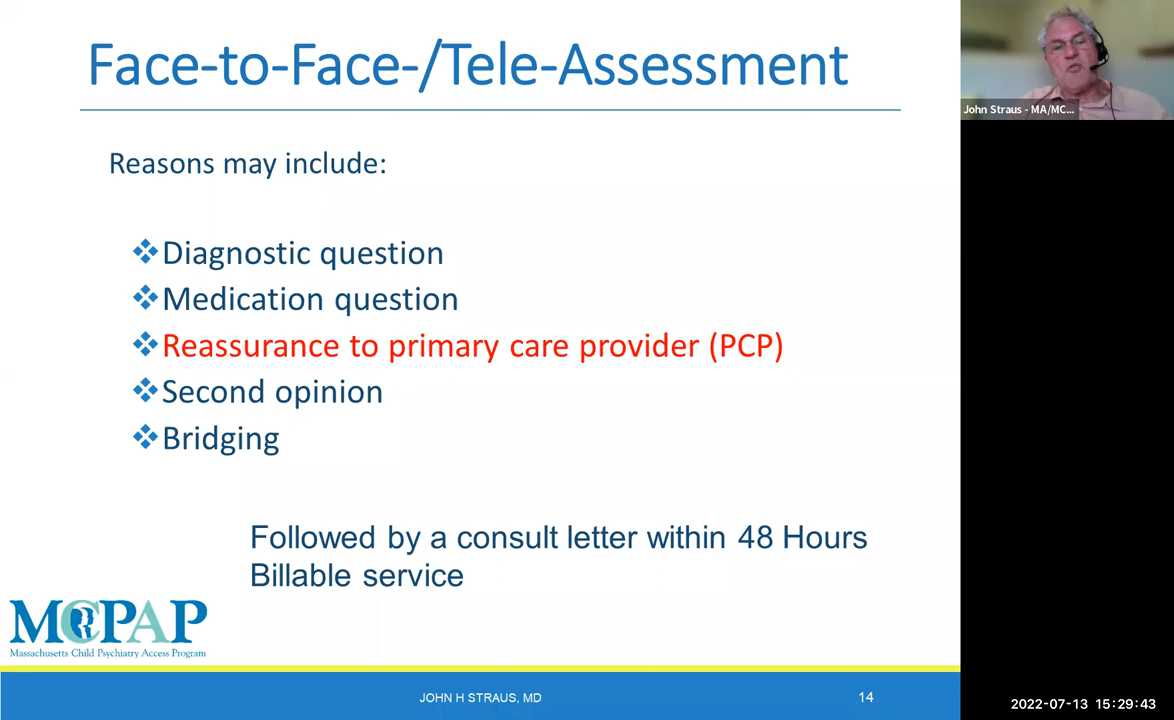 Face-to-Face-/Tele-Assessment
John Straus - MA/MC...
Reasons may include:
❖Diagnostic question
❖Medication question
❖Reassurance to primary care provider (PCP)
❖Second opinion
❖Bridging
Followed by a consult letter within 48 Hours
Billable service
MCPAP
Massachusetts Child Psychiatry Access Program
JOHN H STRAUS, MD
14
2022-07-13 15:29:43